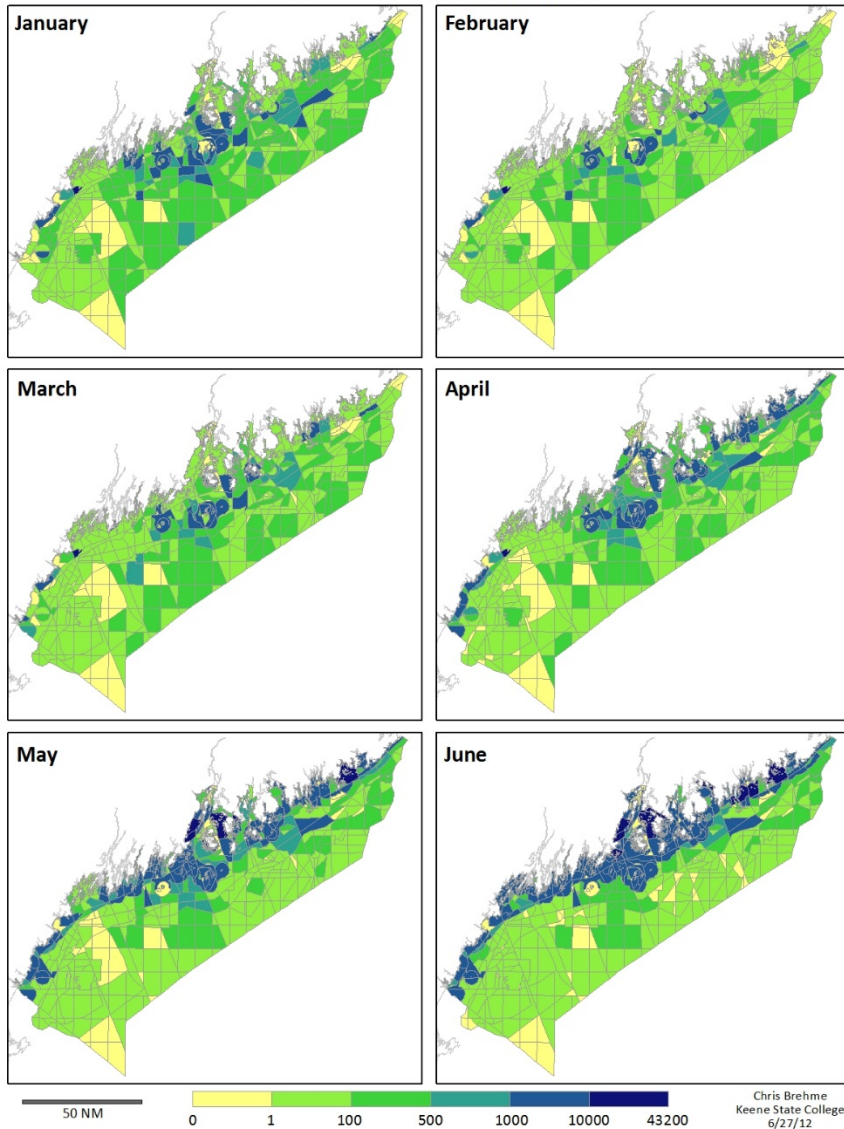 January
February
March
April
May
June
50 NM
0 1 100 500 1000 10000 43200
Chris Brehme
Keene State College
6/27/12